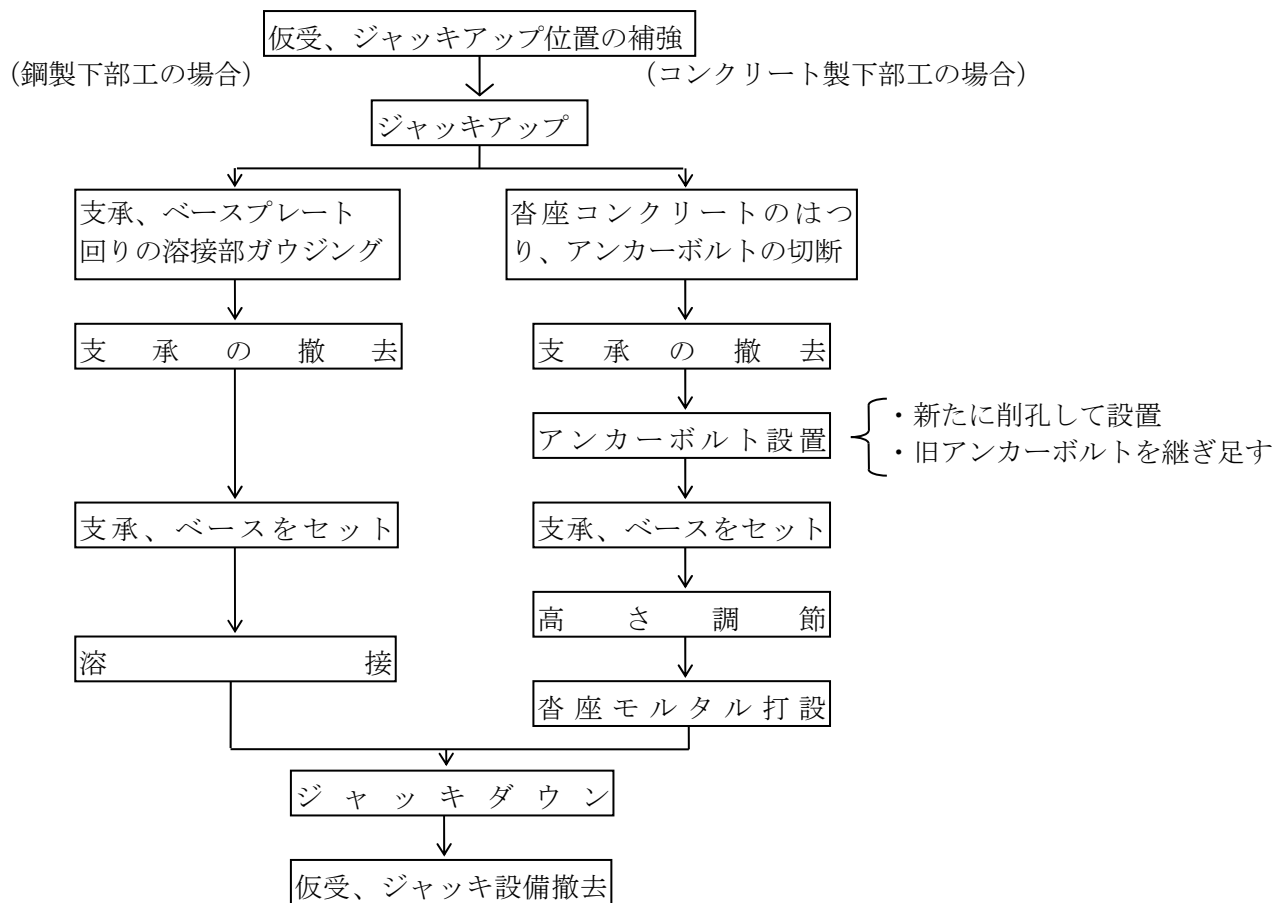 仮受、ジャッキアップ位置の補強
（鋼製下部工の場合）
（コンクリート製下部工の場合）
ジャッキアップ
支承、ベースプレート
回りの溶接部ガウジング
沓座コンクリートのはつ
り、アンカーボルトの切断
支承の撤去
支承の撤去
アンカーボルト設置
・新たに削孔して設置
・旧アンカーボルトを継ぎ足す
支承、ベースをセット
支承、ベースをセット
高さ調節
溶接
沓座モルタル打設
ジャッキダウン
仮受、ジャッキ設備撤去